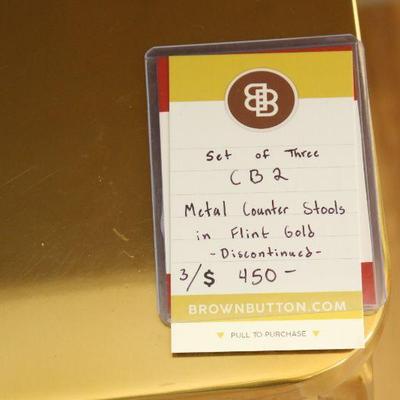 BB
Set of Three
CB2
Metal Counter Stools
in Flint Gold
- Discontinued -
3/$ 450-
BROWNBUTTON.COM
▼ PULL TO PURCHASE ▼